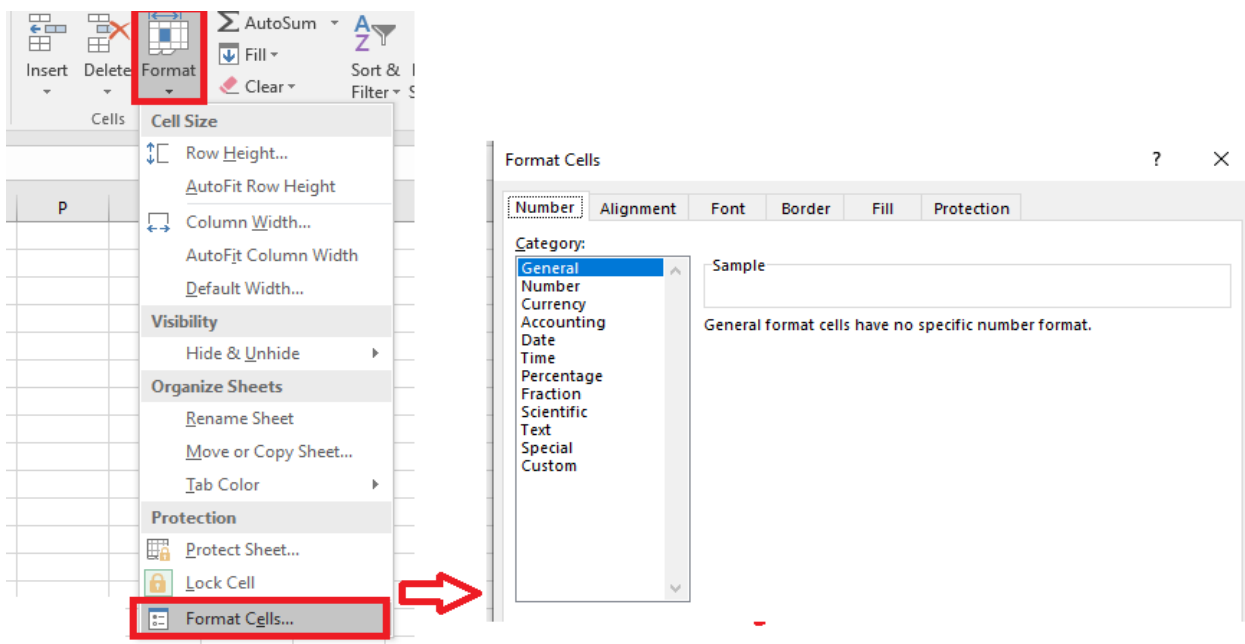 AutoSum
Fill
Clear
Insert Delete Format
Sort &
Filter
Cells
Cell Size
Row Height...
AutoFit Row Height
Column Width...
AutoFit Column Width
Default Width...
Visibility
Hide & Unhide
Organize Sheets
Rename Sheet
Move or Copy Sheet...
Tab Color
Protection
Protect Sheet...
Lock Cell
Format Cells...
P
Format Cells
?
Number Alignment Font Border Fill Protection
Category:
General
Number
Currency
Accounting
Date
Time
Percentage
Fraction
Scientific
Text
Special
Custom
Sample
General format cells have no specific number format.